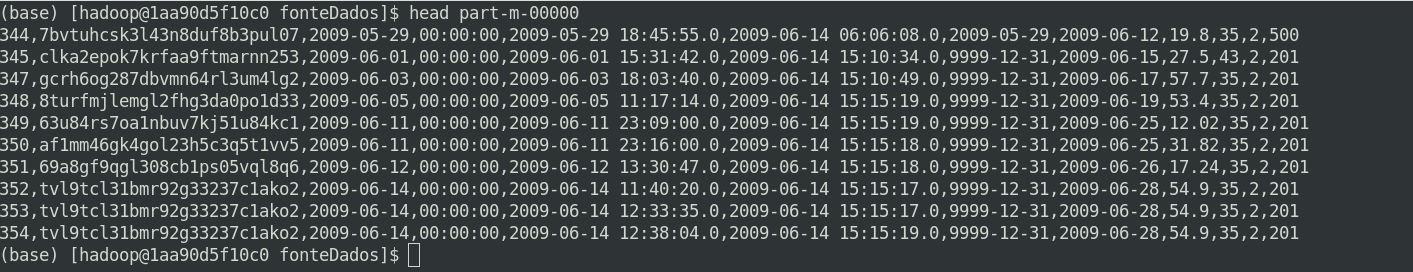 (base) [hadoop@1aa90d5f10c0 fonteDados]$ head part-m-00000
344,7bvtuhcsk3l43n8duf8b3pul07,2009-05-29,00:00:00,2009-05-29 18:45:55.0,2009-06-14 06:06:08.0,2009-05-29,2009-06-12,19.8,35,2,500
345,clka2epok7krfaa9ftmarnn253,2009-06-01,00:00:00,2009-06-01 15:31:42.0,2009-06-14 15:10:34.0,9999-12-31,2009-06-15,27.5,43,2,201
347,gcrh6og287dbvmn64rl3um4lg2,2009-06-03,00:00:00,2009-06-03 18:03:40.0,2009-06-14 15:10:49.0,9999-12-31,2009-06-17,57.7,35,2,201
348,8turfmjlemgl2fhg3da0po1d33,2009-06-05,00:00:00,2009-06-05 11:17:14.0,2009-06-14 15:15:19.0,9999-12-31,2009-06-19,53.4,35,2,201
349,63u84rs7oa1nbuv7kj51u84kc1,2009-06-11,00:00:00,2009-06-11 23:09:00.0,2009-06-14 15:15:19.0,9999-12-31,2009-06-25,12.02,35,2,201
350,af1mm46gk4gol23h5c3q5t1vv5,2009-06-11,00:00:00,2009-06-11 23:16:00.0,2009-06-14 15:15:18.0,9999-12-31,2009-06-25,31.82,35,2,201
351,69a8gf9qgl308cb1ps05vql8q6,2009-06-12,00:00:00,2009-06-12 13:30:47.0,2009-06-14 15:15:18.0,9999-12-31,2009-06-26,17.24,35,2,201
352,tvl9tcl31bmr92g33237c1ako2,2009-06-14,00:00:00,2009-06-14 11:40:20.0,2009-06-14 15:15:17.0,9999-12-31,2009-06-28,54.9,35,2,201
353,tvl9tcl31bmr92g33237c1ako2,2009-06-14,00:00:00,2009-06-14 12:33:35.0,2009-06-14 15:15:17.0,9999-12-31,2009-06-28,54.9,35,2,201
354,tvl9tcl31bmr92g33237c1ako2,2009-06-14,00:00:00,2009-06-14 12:38:04.0,2009-06-14 15:15:19.0,9999-12-31,2009-06-28,54.9,35,2,201
(base) [hadoop@1aa90d5f10c0 fonteDados]$